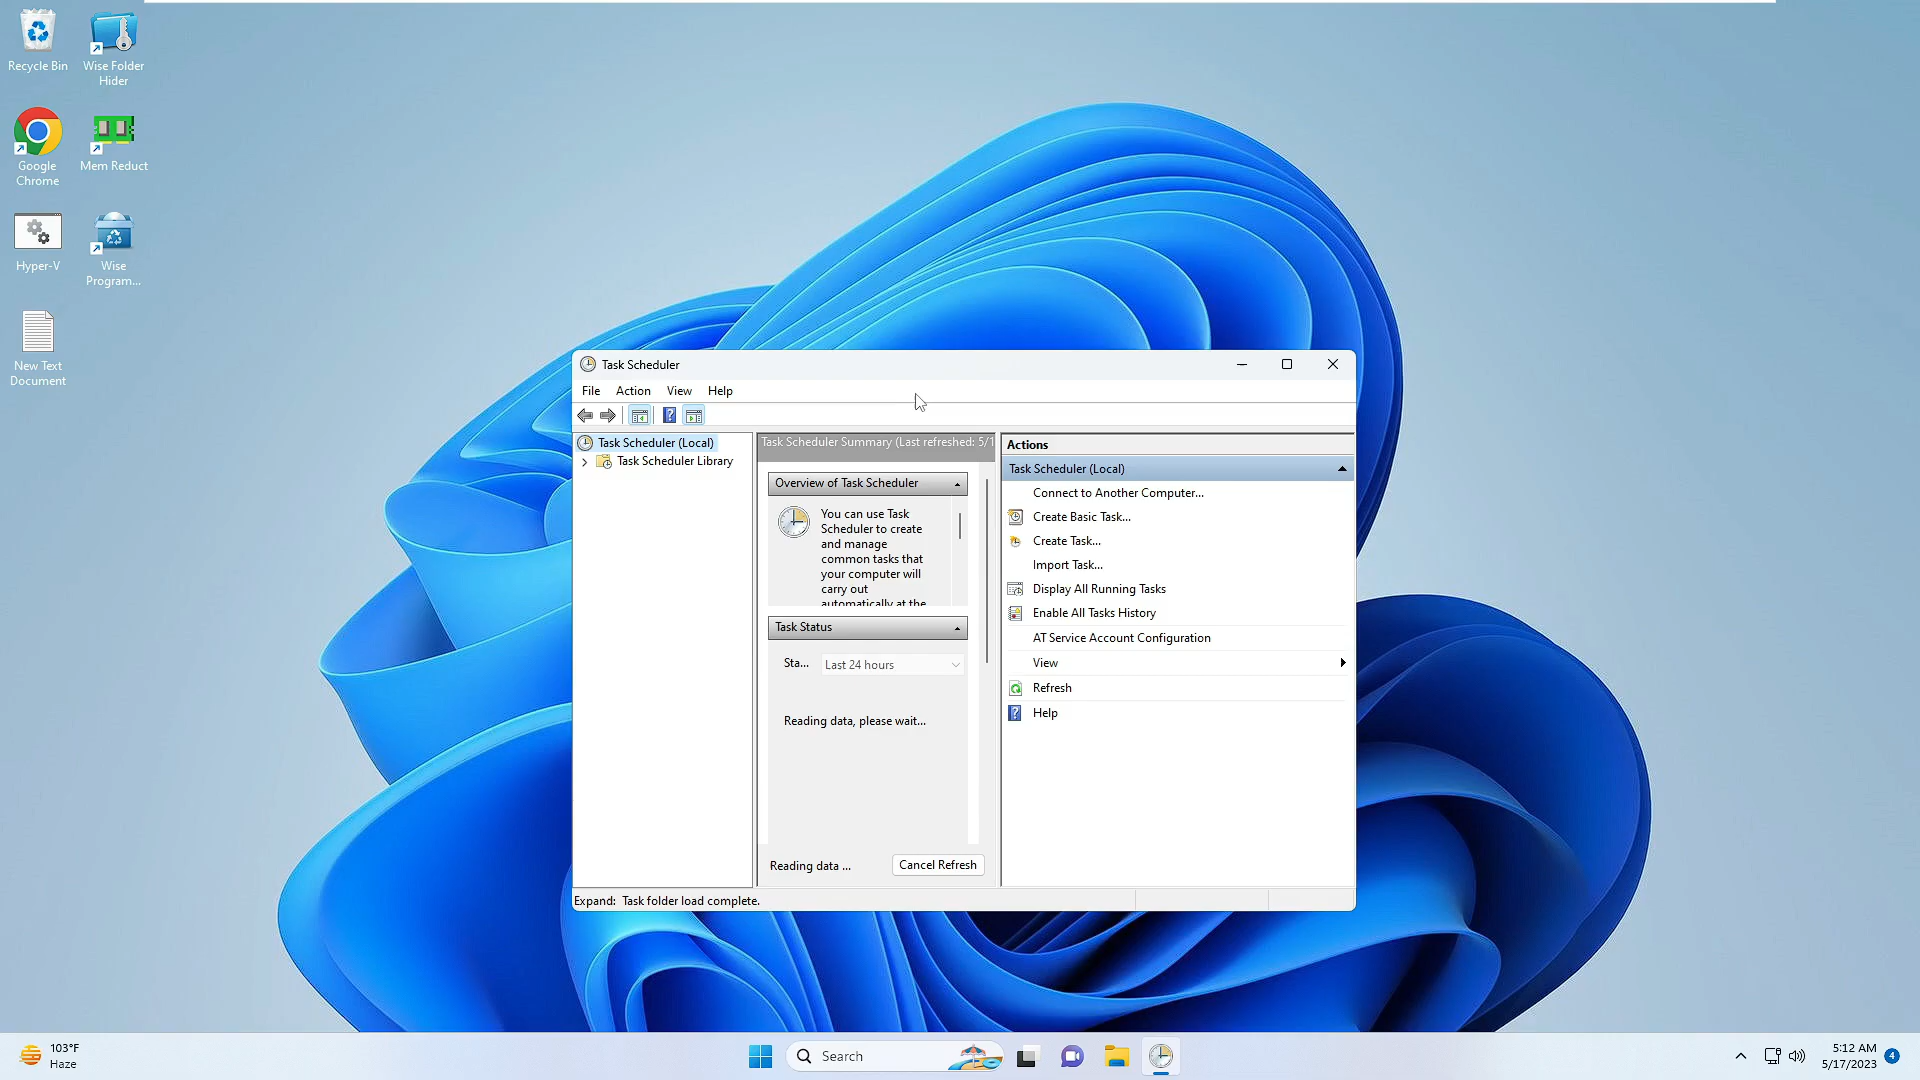 Recycle Bin
Wise Folder
Hider
Google
Chrome
Mem Reduct
Hyper-V
Wise
Program...
New Text
Document
Task Scheduler
File Action View Help
Task Scheduler (Local)
Task Scheduler Library
Task Scheduler Summary (Last refreshed: 5/1
Overview of Task Scheduler
You can use Task
Scheduler to create
and manage
common tasks that
your computer will
carry out
automatically at the
Task Status
Sta...
Last 24 hours
Reading data, please wait...
Reading data ...
Cancel Refresh
Actions
Task Scheduler (Local)
Connect to Another Computer...
Create Basic Task...
Create Task...
Import Task...
Display All Running Tasks
Enable All Tasks History
AT Service Account Configuration
View
Refresh
Help
Expand: Task folder load complete.
103°F
Haze
Search
5:12 AM
5/17/2023
4